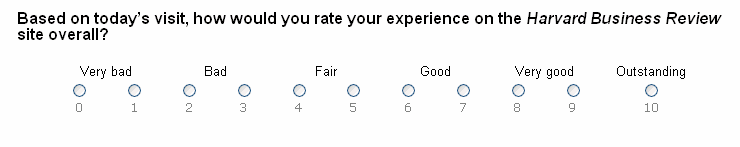 Based on today's visit, how would you rate your experience on the Harvard Business Review
site overall?
Very bad Bad Fair Good Very good Outstanding
0 1 2 3 4 5 6 7 8 9 10